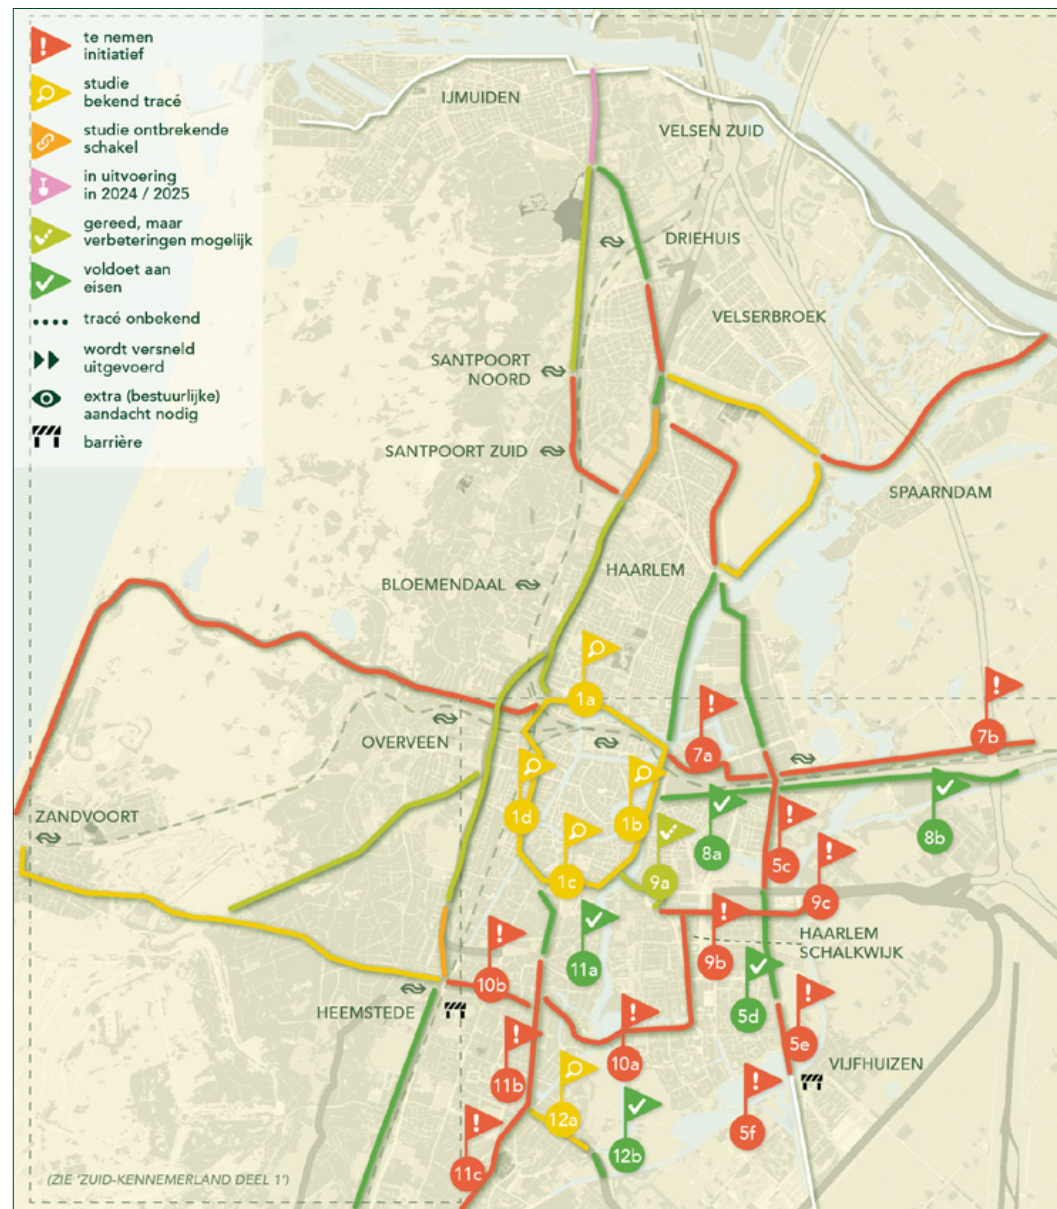 te nemen
initiatief
studie
bekend tracé
studie ontbrekende
schakel
in uitvoering
in 2024 / 2025
gereed, maar
verbeteringen mogelijk
voldoet aan
eisen
tracé onbekend
wordt versneld
uitgevoerd
extra (bestuurlijke)
aandacht nodig
barrière
IJMUIDEN
VELSEN ZUID
DRIEHUIS
VELSERBROEK
SANTPOORT
NOORD
SANTPOORT ZUID
SPAARNDAM
BLOEMENDAAL
HAARLEM
1a
7b
OVERVEEN
7a
ZANDVOORT
1d
1b
8a
8b
5c
1c
9a
9c
HAARLEM
SCHALKWIJK
9b
11a
10b
HEEMSTEDE
5d
5e
10a
VIJFHUIZEN
11b
12a
5f
12b
11c
(ZIE 'ZUID-KENNEMERLAND DEEL 1')